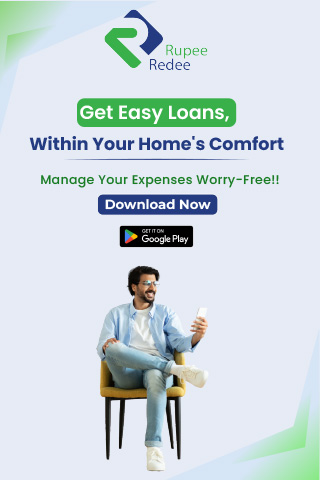 Rupee
Redee
Get Easy Loans,
Within Your Home's Comfort
Manage Your Expenses Worry-Free!!
Download Now
GET IT ON
Google Play